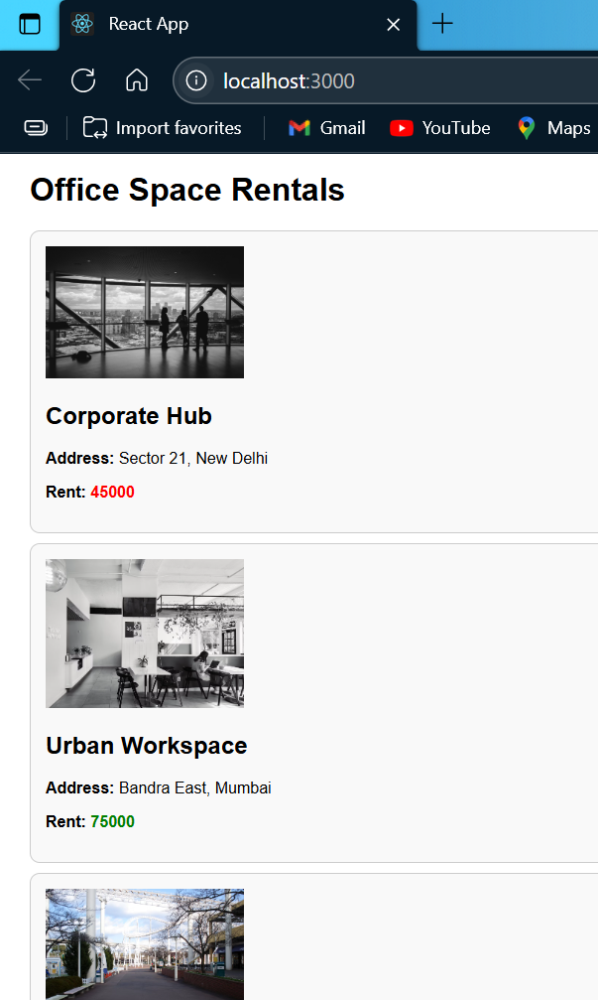 React App
localhost:3000
Import favorites
Gmail
YouTube
Maps
Office Space Rentals
Corporate Hub
Address: Sector 21, New Delhi
Rent: 45000
Urban Workspace
Address: Bandra East, Mumbai
Rent: 75000